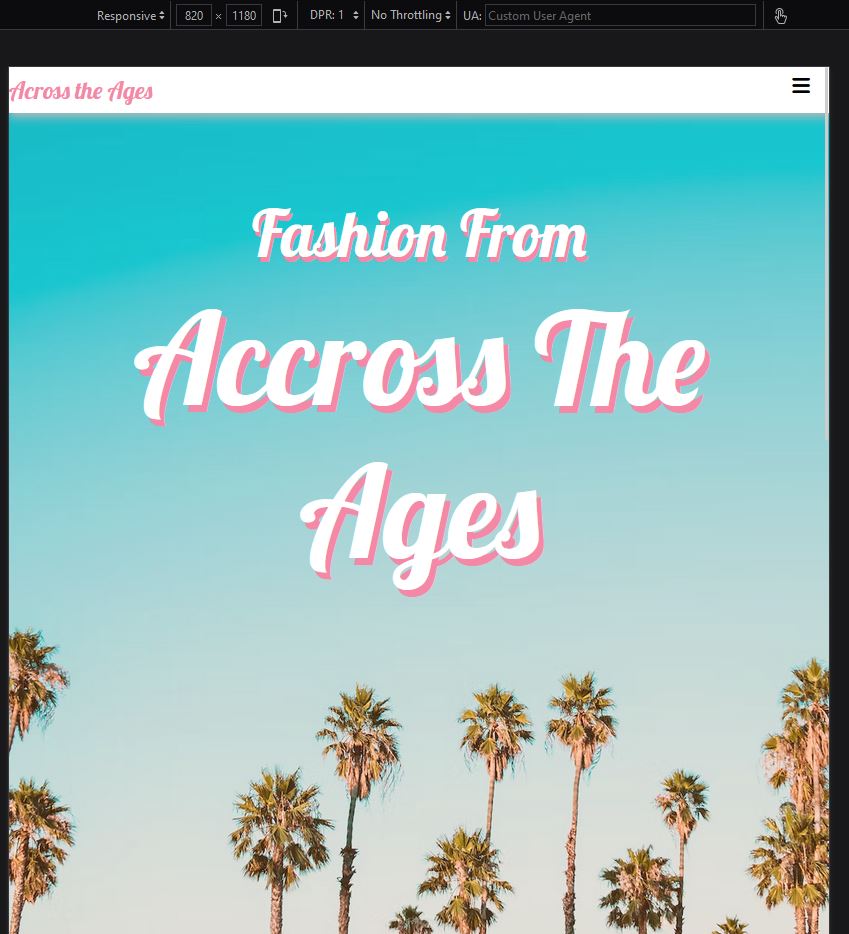 Responsive 820 × 1180 DPR: 1 No Throttling UA: Custom User Agent
Across the Ages
Fashion From
Accross The
Ages